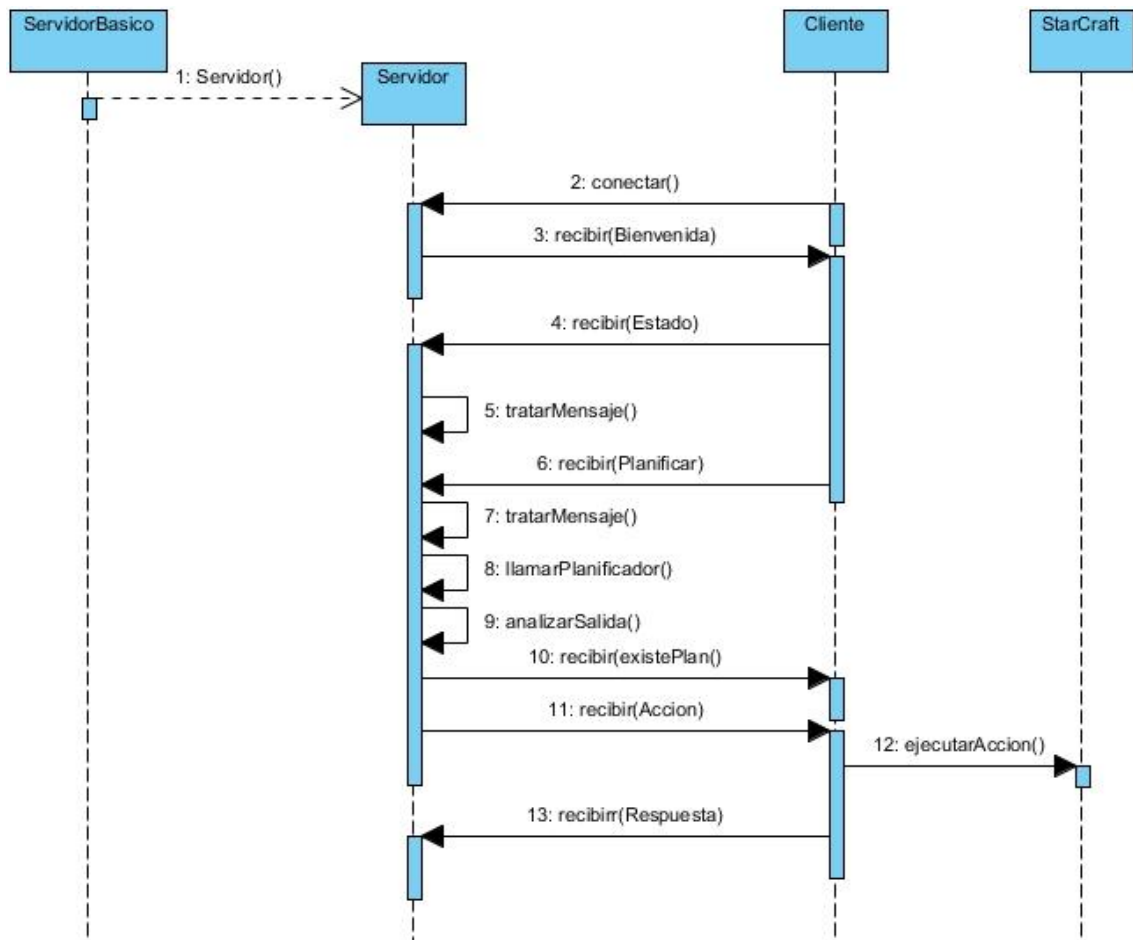 ServidorBasico
Cliente
StarCraft
Servidor
1: Servidor()
2: conectar()
3: recibir(Bienvenida)
4: recibir(Estado)
5: tratarMensaje()
6: recibir(Planificar)
7: tratarMensaje()
8: llamarPlanificador()
9: analizarSalida()
10: recibir(existePlan()
11: recibir(Accion)
12: ejecutarAccion()
13: recibirr(Respuesta)